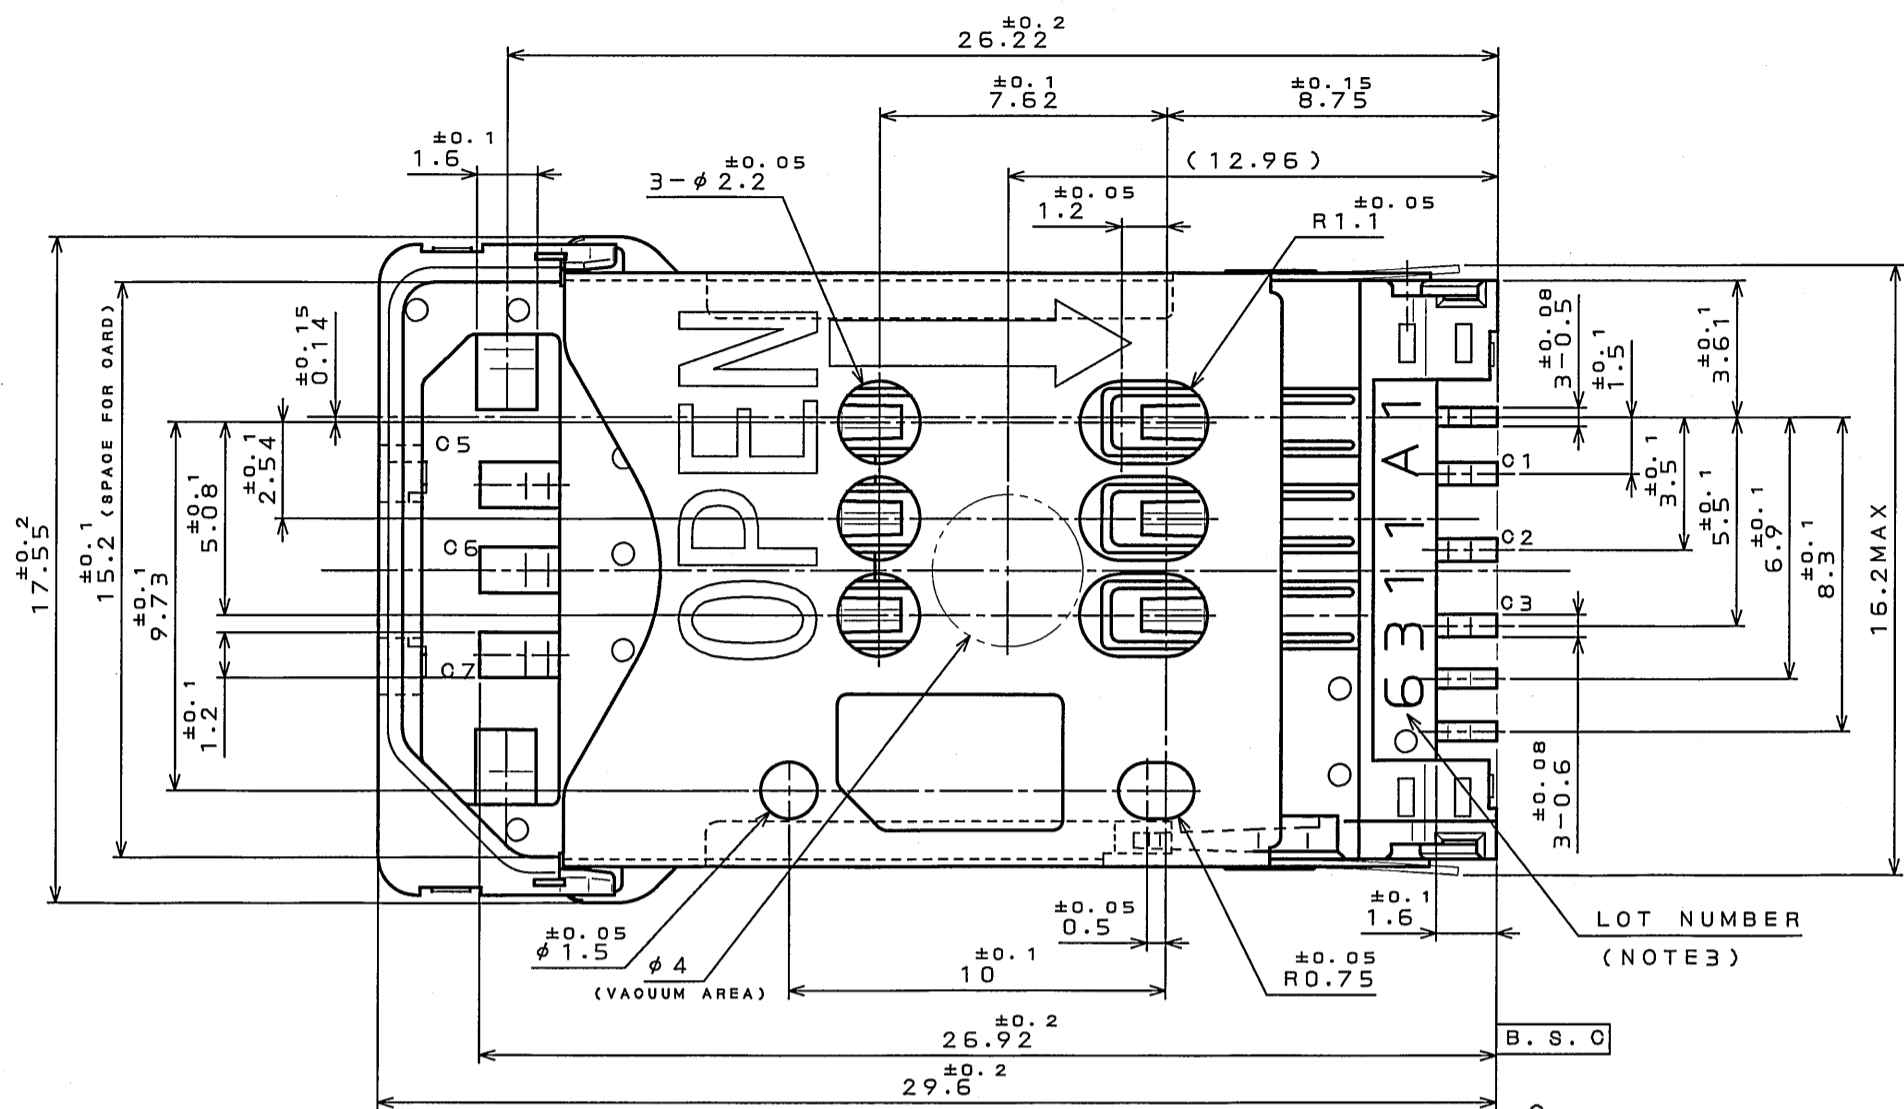 ±0.2
26.22
±0.1
7.62
±0.15
8.75
±0.1
1.6
(12.96)
±0.05
3-φ2.2
±0.05
1.2
±0.05
R1.1
±0.15
0.14
±0.08
3-0.5
±0.1
1.5
±0.1
3.61
±0.2
17.55
±0.1
15.2 (SPACE FOR CARD)
±0.1
9.73
±0.1
5.08
±0.1
2.54
±0.1
1.2
C5
C6
C7
OPEN
6311A1
C1
C2
C3
±0.1
3.5
±0.1
5.5
±0.1
6.9
±0.1
8.3
16.2MAX
±0.08
3-0.6
±0.05
φ1.5
φ4
(VACUUM AREA)
±0.05
0.5
±0.1
10
±0.05
R0.75
±0.1
1.6
LOT NUMBER
(NOTE3)
±0.2
26.92
B.S.C
±0.2
29.6